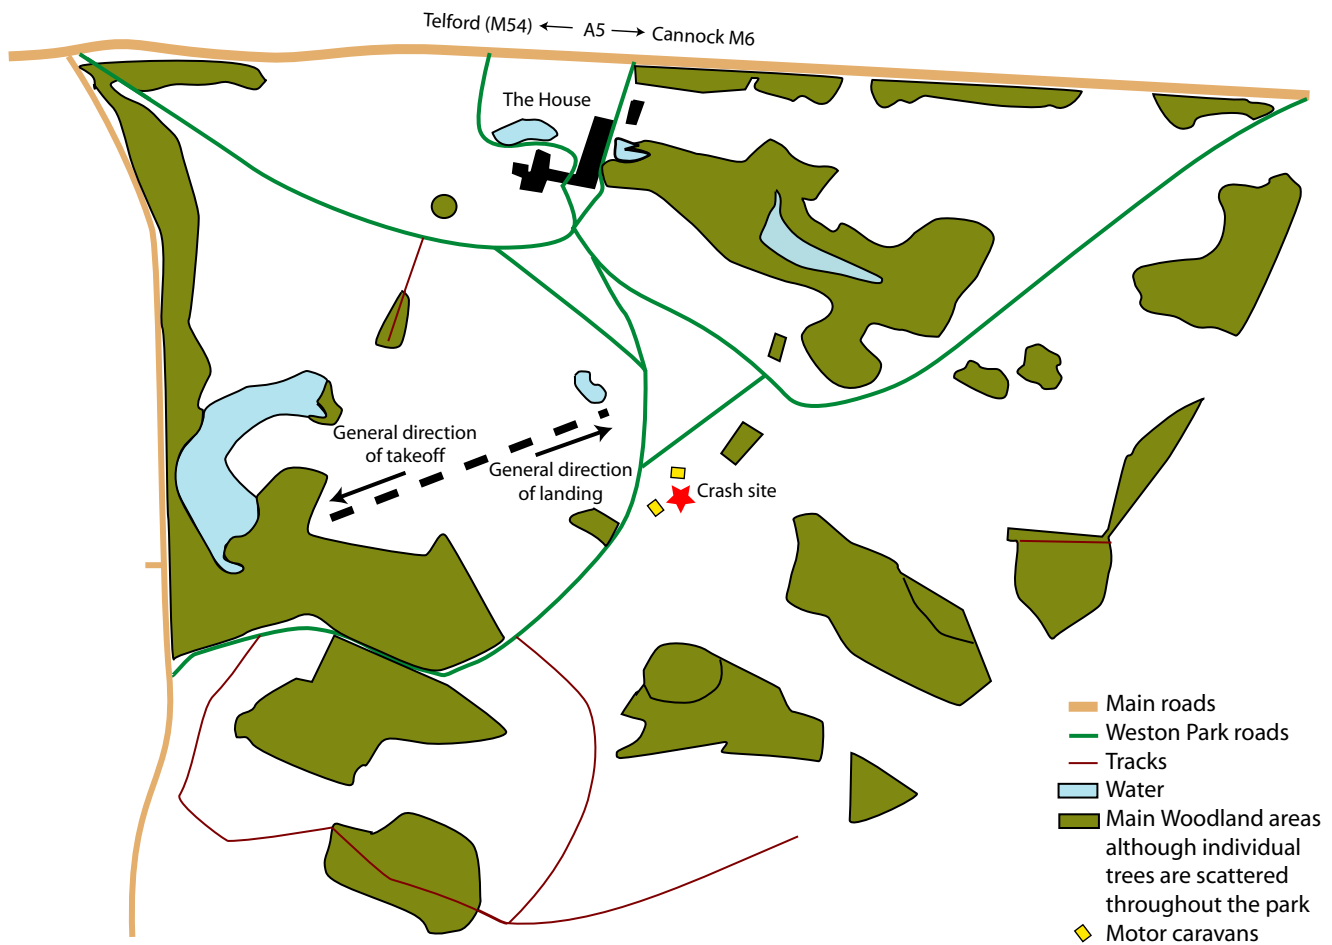 Telford (M54) A5 Cannock M6
The House
General direction
of takeoff
General direction
of landing
Crash site
Main roads
Weston Park roads
Tracks
Water
Main Woodland areas
although individual
trees are scattered
throughout the park
Motor caravans